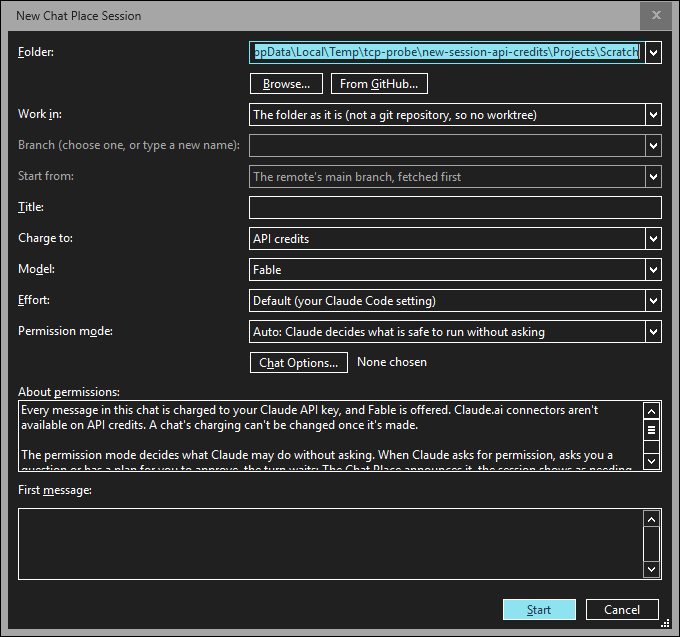 New Chat Place Session
Folder:
ppData\Local\Temp\tcp-probe\new-session-api-credits\Projects\Scratch
Browse...
From GitHub...
Work in:
The folder as it is (not a git repository, so no worktree)
Branch (choose one, or type a new name):
Start from:
The remote's main branch, fetched first
Title:
Charge to:
API credits
Model:
Fable
Effort:
Default (your Claude Code setting)
Permission mode:
Auto: Claude decides what is safe to run without asking
Chat Options...
None chosen
About permissions:
Every message in this chat is charged to your Claude API key, and Fable is offered. Claude.ai connectors aren't
available on API credits. A chat's charging can't be changed once it's made.
The permission mode decides what Claude may do without asking. When Claude asks for permission, asks you a
question or has a plan for you to approve, the turn waits: The Chat Place announces it, the session shows as needing
First message:
Start
Cancel